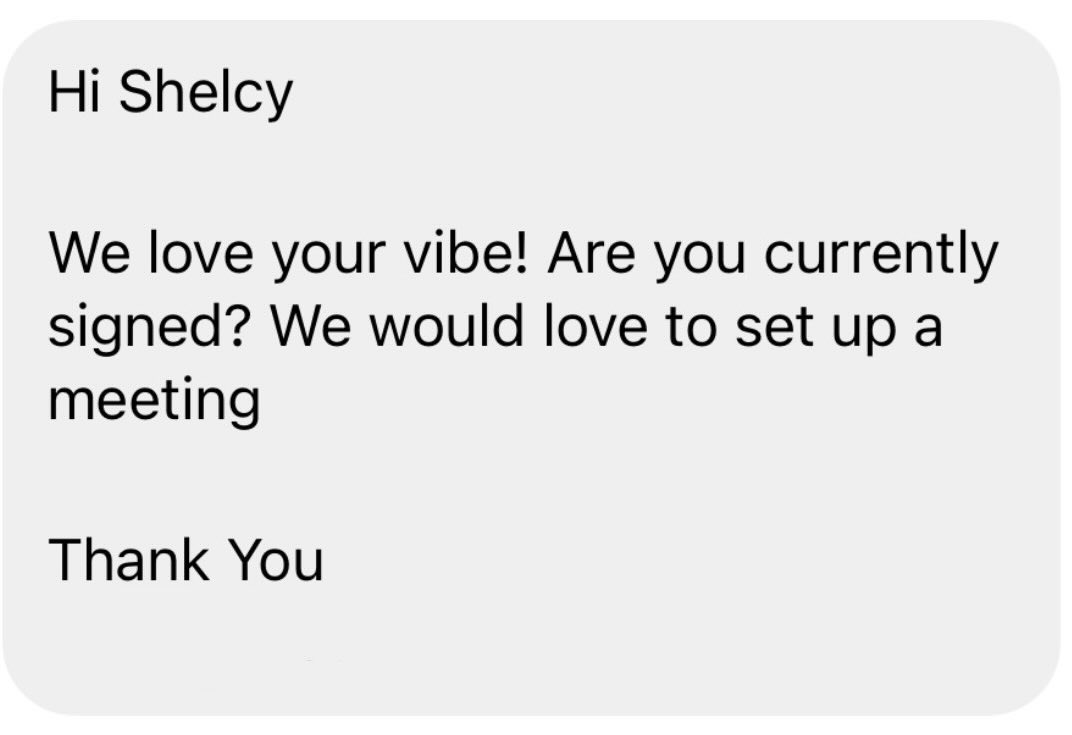 Hi Shelcy
We love your vibe! Are you currently
signed? We would love to set up a
meeting
Thank You